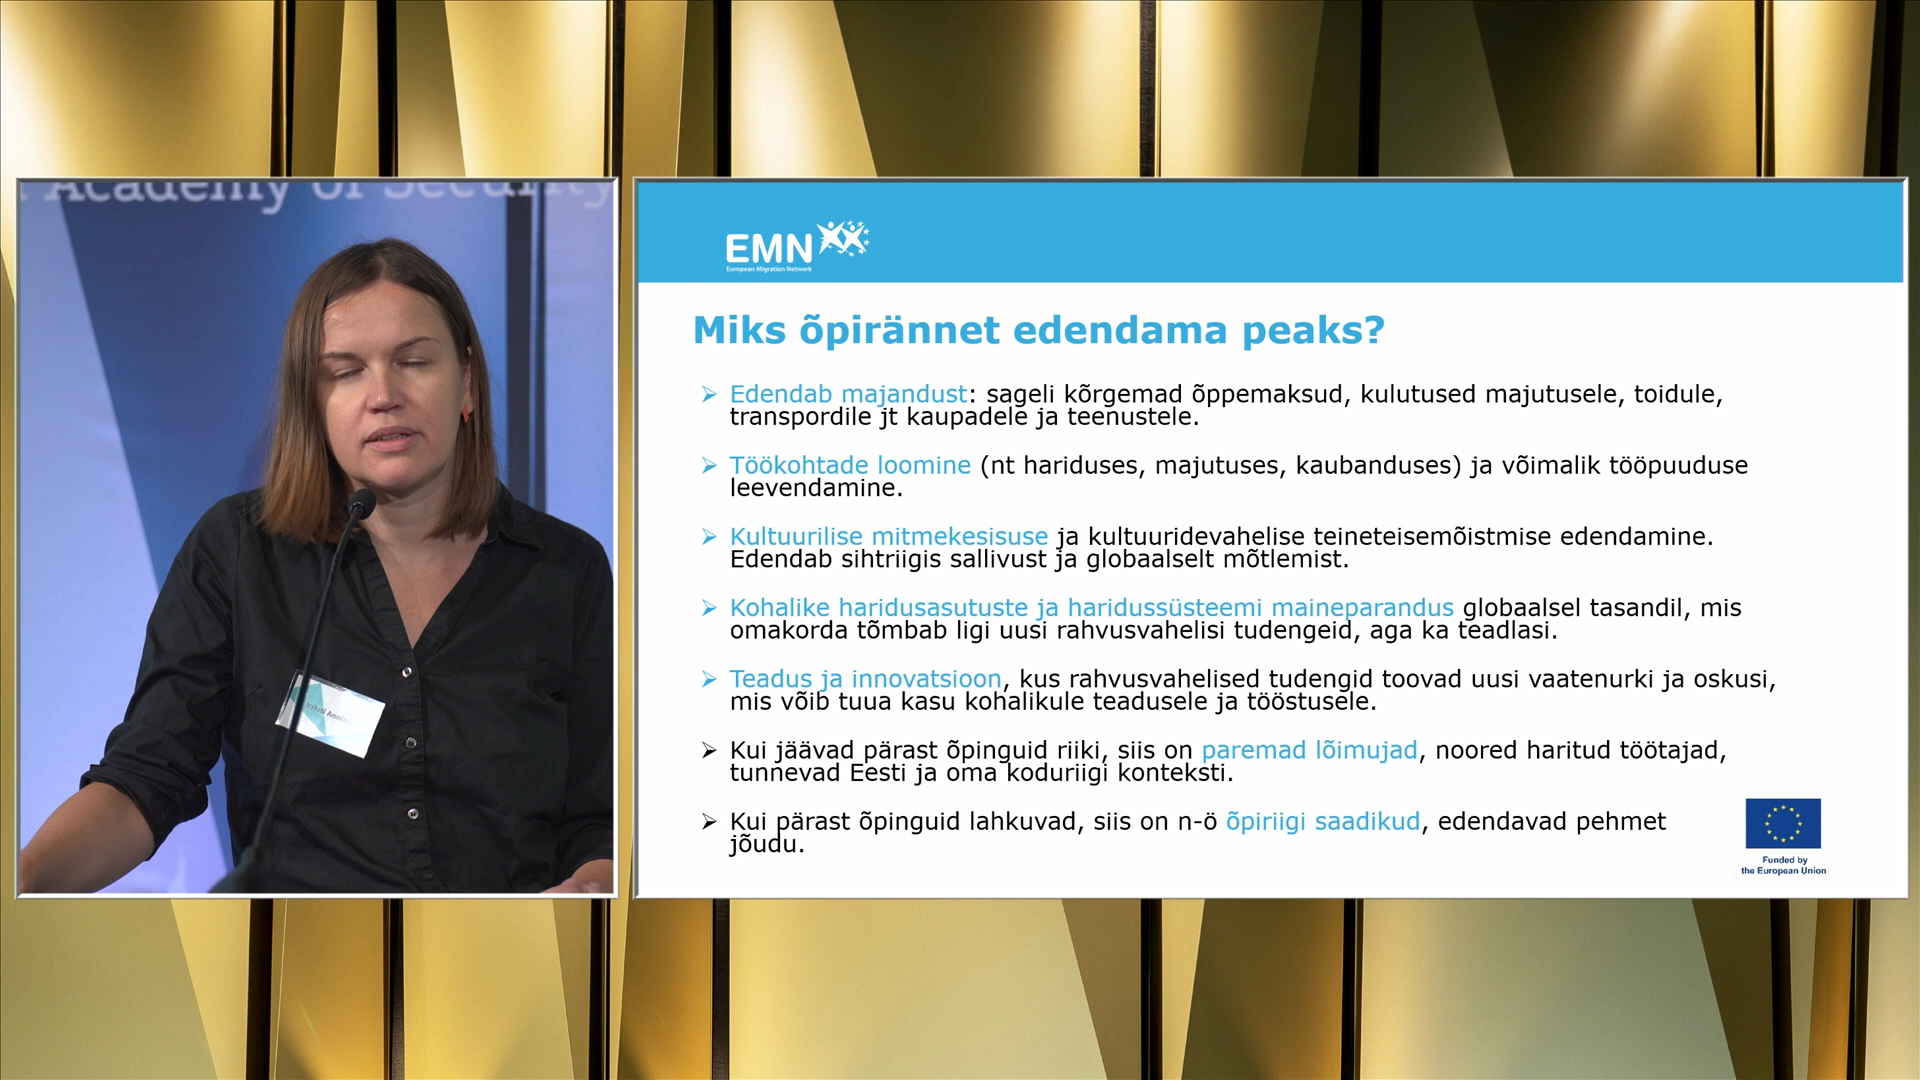 Academy of Security
EMN
European Migration Network
Miks õpirännet edendama peaks?
Edendab majandust: sageli kõrgemad õppemaksud, kulutused majutusele, toidule,
transpordile jt kaupadele ja teenustele.
Töökohtade loomine (nt hariduses, majutuses, kaubanduses) ja võimalik tööpuuduse
leevendamine.
Kultuurilise mitmekesisuse ja kultuuridevahelise teineteisemõistmise edendamine.
Edendab sihtriigis sallivust ja globaalselt mõtlemist.
Kohalike haridusasutuste ja haridussüsteemi maineparandus globaalsel tasandil, mis
omakorda tõmbab ligi uusi rahvusvahelisi tudengeid, aga ka teadlasi.
Teadus ja innovatsioon, kus rahvusvahelised tudengid toovad uusi vaatenurki ja oskusi,
mis võib tuua kasu kohalikule teadusele ja tööstusele.
Kui jäävad pärast õpinguid riiki, siis on paremad lõimujad, noored haritud töötajad,
tunnevad Eesti ja oma koduriigi konteksti.
Kui pärast õpinguid lahkuvad, siis on n-ö õpiriigi saadikud, edendavad pehmet
jõudu.
Funded by
the European Union